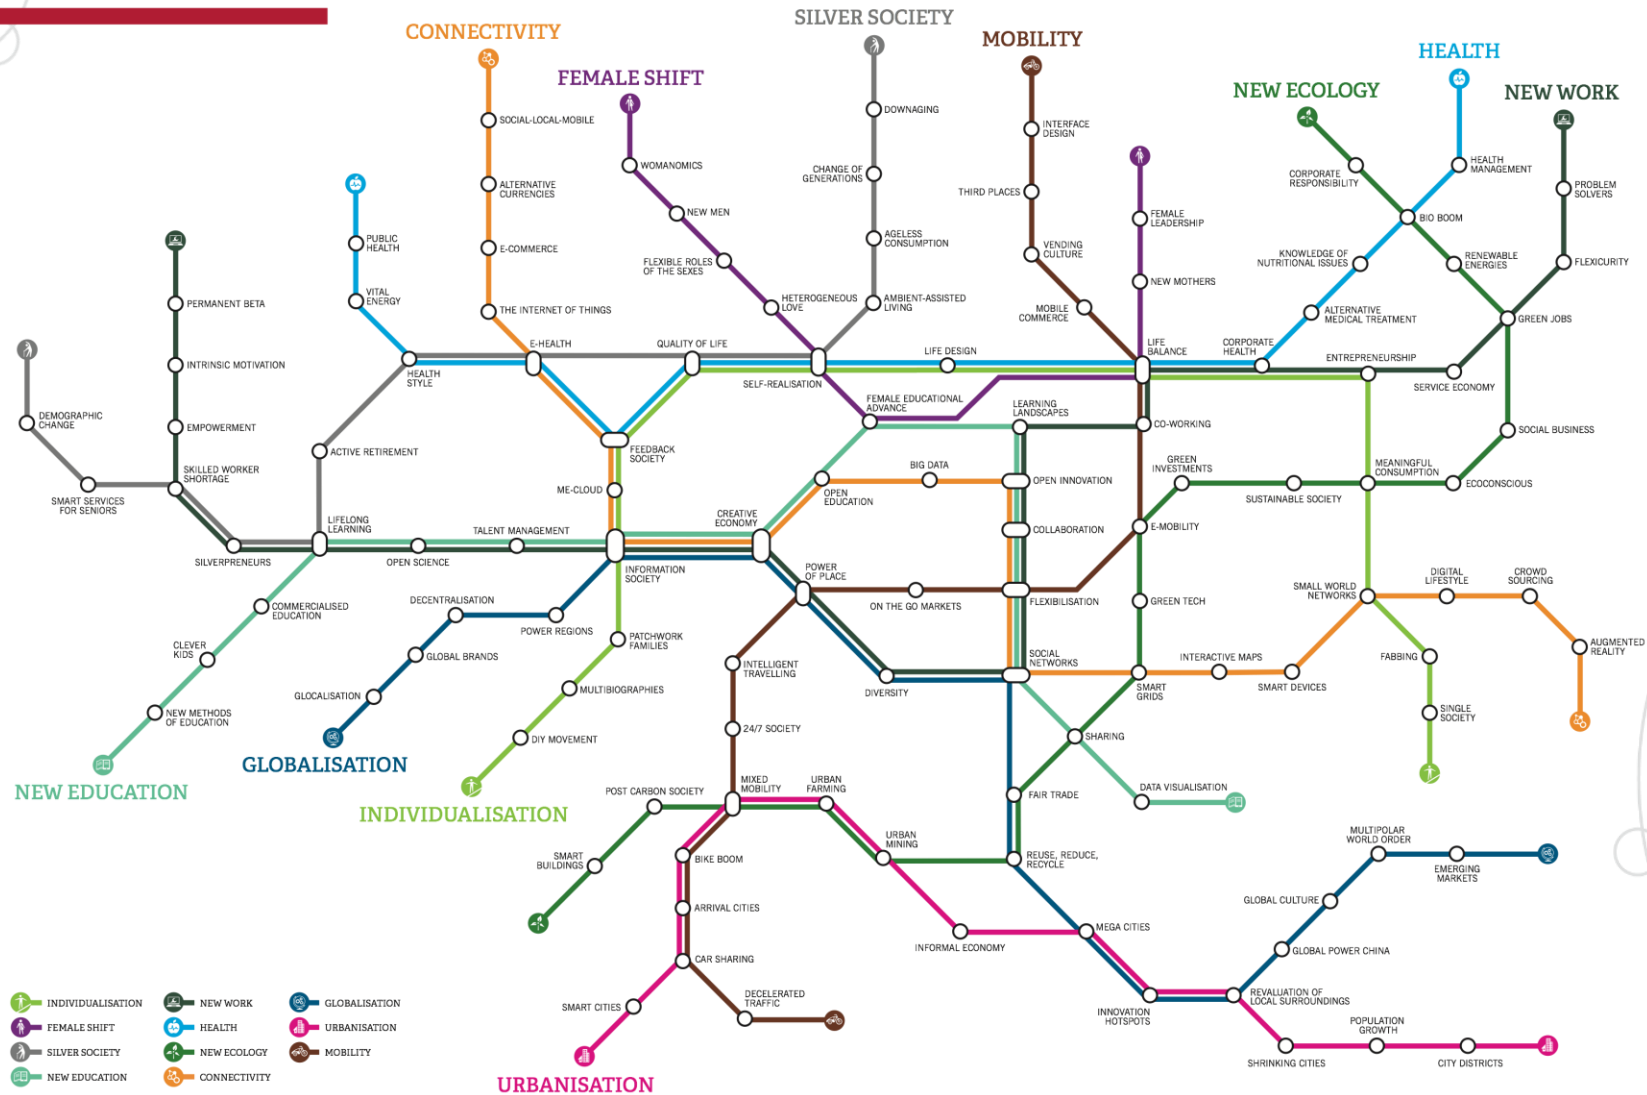 SILVER SOCIETY
CONNECTIVITY
MOBILITY
HEALTH
FEMALE SHIFT
NEW ECOLOGY
NEW WORK
SOCIAL-LOCAL-MOBILE
ALTERNATIVE
CURRENCIES
E-COMMERCE
THE INTERNET OF THINGS
WOMANOMICS
NEW MEN
FLEXIBLE ROLES
OF THE SEXES
HETEROGENEOUS
LOVE
DOWNAGING
CHANGE OF
GENERATIONS
AGELESS
CONSUMPTION
AMBIENT-ASSISTED
LIVING
INTERFACE
DESIGN
THIRD PLACES
VENDING
CULTURE
MOBILE
COMMERCE
FEMALE
LEADERSHIP
NEW MOTHERS
LIFE
BALANCE
CORPORATE
RESPONSIBILITY
BIO BOOM
HEALTH
MANAGEMENT
PROBLEM
SOLVERS
KNOWLEDGE OF
NUTRITIONAL ISSUES
RENEWABLE
ENERGIES
FLEXICURITY
ALTERNATIVE
MEDICAL TREATMENT
GREEN JOBS
CORPORATE
HEALTH
ENTREPRENEURSHIP
SERVICE ECONOMY
PUBLIC
HEALTH
VITAL
ENERGY
PERMANENT BETA
INTRINSIC MOTIVATION
EMPOWERMENT
SKILLED WORKER
SHORTAGE
DEMOGRAPHIC
CHANGE
SMART SERVICES
FOR SENIORS
HEALTH
STYLE
E-HEALTH
QUALITY OF LIFE
SELF-REALISATION
LIFE DESIGN
FEMALE EDUCATIONAL
ADVANCE
LEARNING
LANDSCAPES
CO-WORKING
SOCIAL BUSINESS
ACTIVE RETIREMENT
FEEDBACK
SOCIETY
ME-CLOUD
BIG DATA
OPEN
EDUCATION
OPEN INNOVATION
GREEN
INVESTMENTS
SUSTAINABLE SOCIETY
MEANINGFUL
CONSUMPTION
ECOCONSCIOUS
LIFELONG
LEARNING
SILVERPRENEURS
OPEN SCIENCE
TALENT MANAGEMENT
CREATIVE
ECONOMY
COLLABORATION
E-MOBILITY
INFORMATION
SOCIETY
POWER
OF PLACE
ON THE GO MARKETS
FLEXIBILISATION
GREEN TECH
SMALL WORLD
NETWORKS
DIGITAL
LIFESTYLE
CROWD
SOURCING
COMMERCIALISED
EDUCATION
CLEVER
KIDS
NEW METHODS
OF EDUCATION
DECENTRALISATION
POWER REGIONS
GLOBAL BRANDS
GLOCALISATION
PATCHWORK
FAMILIES
MULTIBIOGRAPHIES
DIY MOVEMENT
INTELLIGENT
TRAVELLING
24/7 SOCIETY
DIVERSITY
SOCIAL
NETWORKS
SMART
GRIDS
INTERACTIVE MAPS
SMART DEVICES
FABBING
AUGMENTED
REALITY
SINGLE
SOCIETY
SHARING
DATA VISUALISATION
FAIR TRADE
NEW EDUCATION
GLOBALISATION
INDIVIDUALISATION
POST CARBON SOCIETY
MIXED
MOBILITY
URBAN
FARMING
URBAN
MINING
REUSE, REDUCE,
RECYCLE
SMART
BUILDINGS
BIKE BOOM
ARRIVAL CITIES
CAR SHARING
SMART CITIES
DECELERATED
TRAFFIC
INFORMAL ECONOMY
MEGA CITIES
MULTIPOLAR
WORLD ORDER
EMERGING
MARKETS
GLOBAL CULTURE
GLOBAL POWER CHINA
INNOVATION
HOTSPOTS
REVALUATION OF
LOCAL SURROUNDINGS
SHRINKING CITIES
POPULATION
GROWTH
CITY DISTRICTS
URBANISATION
INDIVIDUALISATION
FEMALE SHIFT
SILVER SOCIETY
NEW EDUCATION
NEW WORK
HEALTH
NEW ECOLOGY
CONNECTIVITY
GLOBALISATION
URBANISATION
MOBILITY